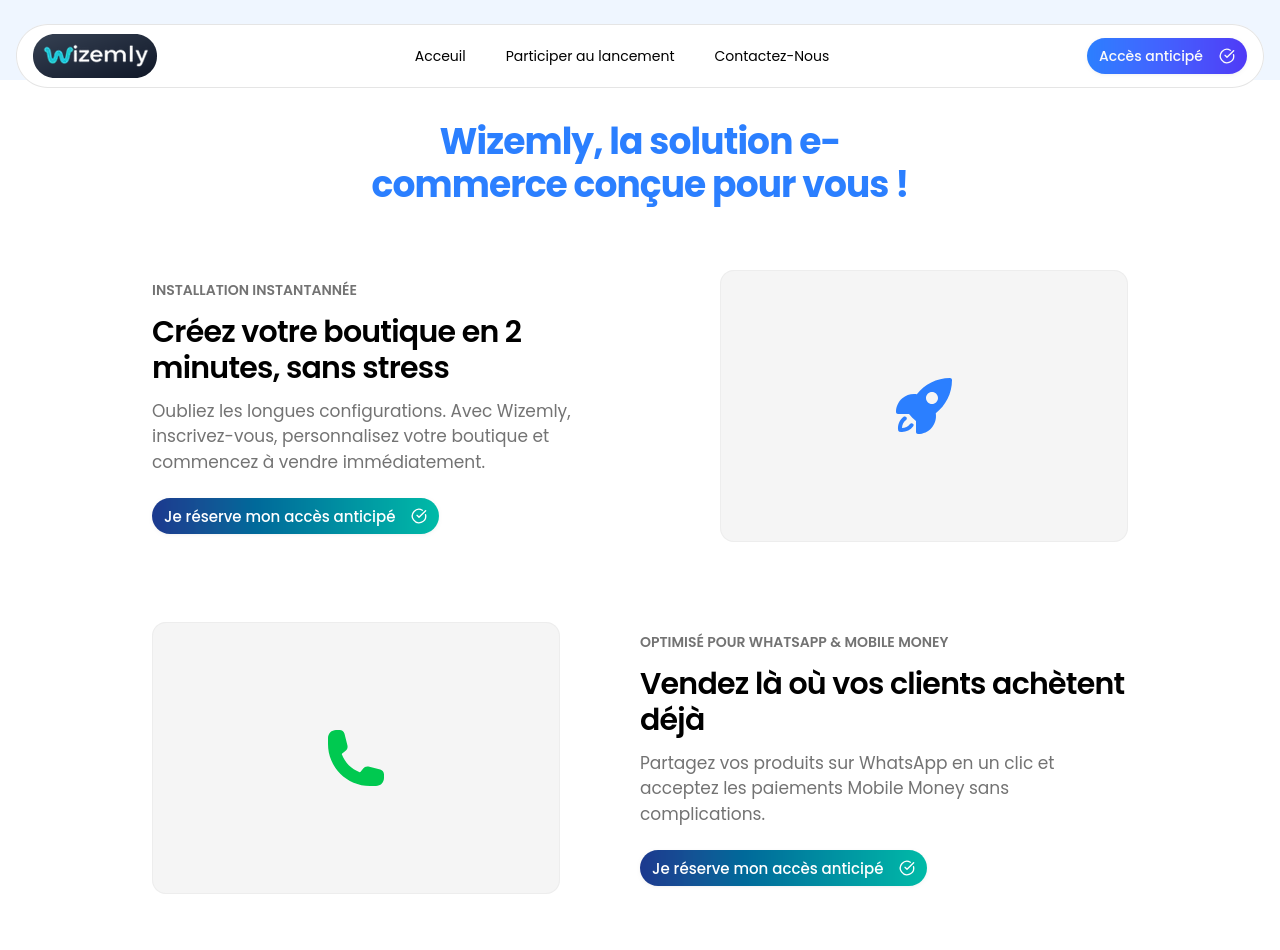 Wizemly
Acceuil
Participer au lancement
Contactez-Nous
Accès anticipé
Wizemly, la solution e-
commerce conçue pour vous !
INSTALLATION INSTANTANNÉE
Créez votre boutique en 2
minutes, sans stress
Oubliez les longues configurations. Avec Wizemly,
inscrivez-vous, personnalisez votre boutique et
commencez à vendre immédiatement.
Je réserve mon accès anticipé
OPTIMISÉ POUR WHATSAPP & MOBILE MONEY
Vendez là où vos clients achètent
déjà
Partagez vos produits sur WhatsApp en un clic et
acceptez les paiements Mobile Money sans
complications.
Je réserve mon accès anticipé